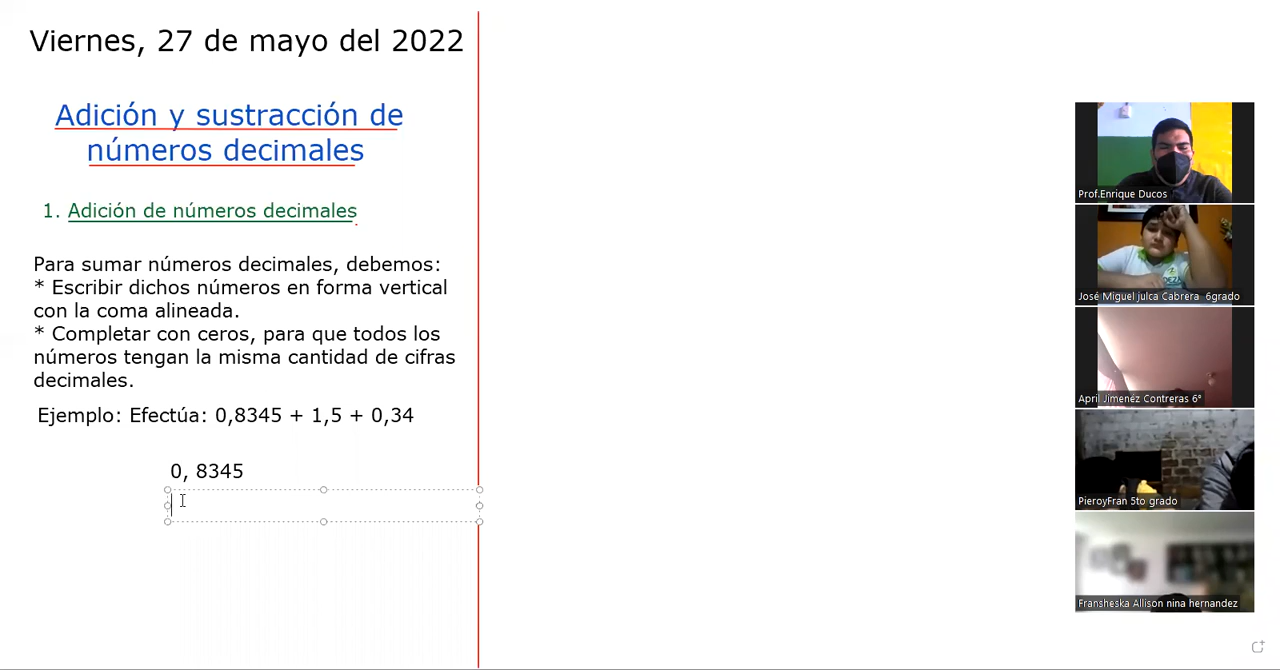 Viernes, 27 de mayo del 2022
Adición y sustracción de
números decimales
1. Adición de números decimales
Para sumar números decimales, debemos:
* Escribir dichos números en forma vertical
con la coma alineada.
* Completar con ceros, para que todos los
números tengan la misma cantidad de cifras
decimales.
Ejemplo: Efectúa: 0,8345 + 1,5 + 0,34
0, 8345
Prof.Enrique Ducos
José Miguel julca Cabrera 6grado
April Jimenez Contreras 6°
PieroyFran 5to grado
Fransheska Allison nina hernandez